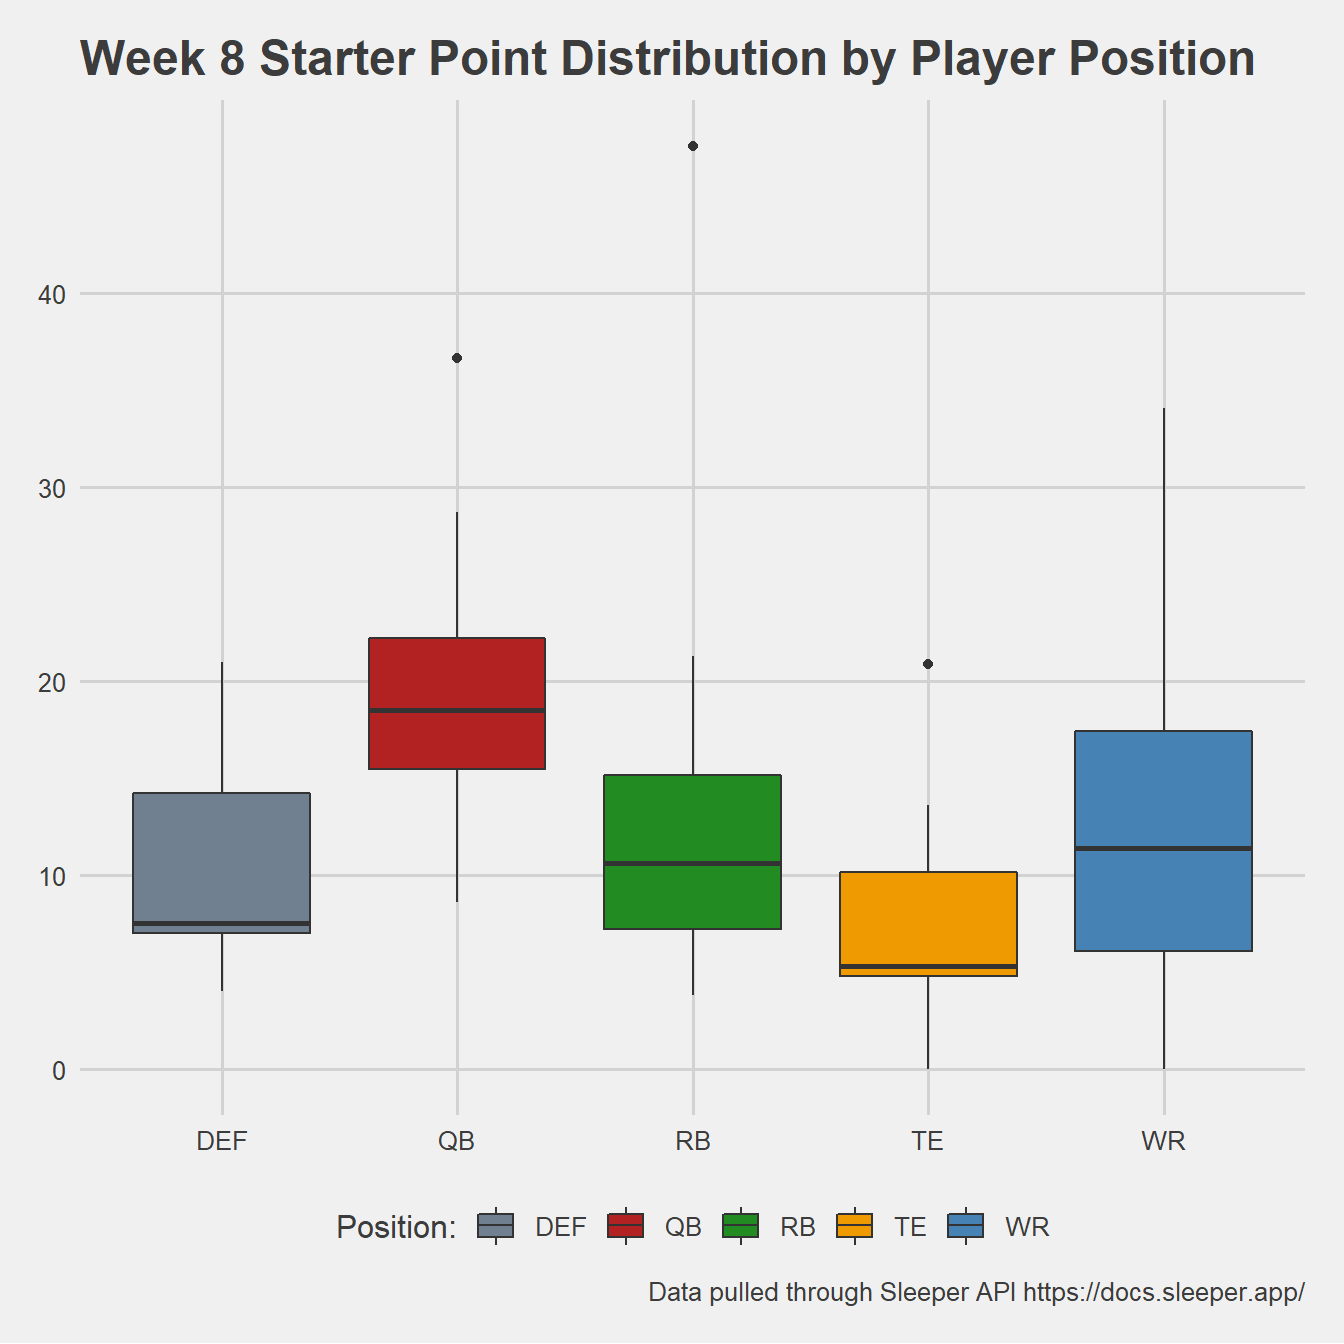 Week 8 Starter Point Distribution by Player Position
40
30
20
10
0
DEF QB RB TE WR
Position: DEF QB RB TE WR
Data pulled through Sleeper API https://docs.sleeper.app/